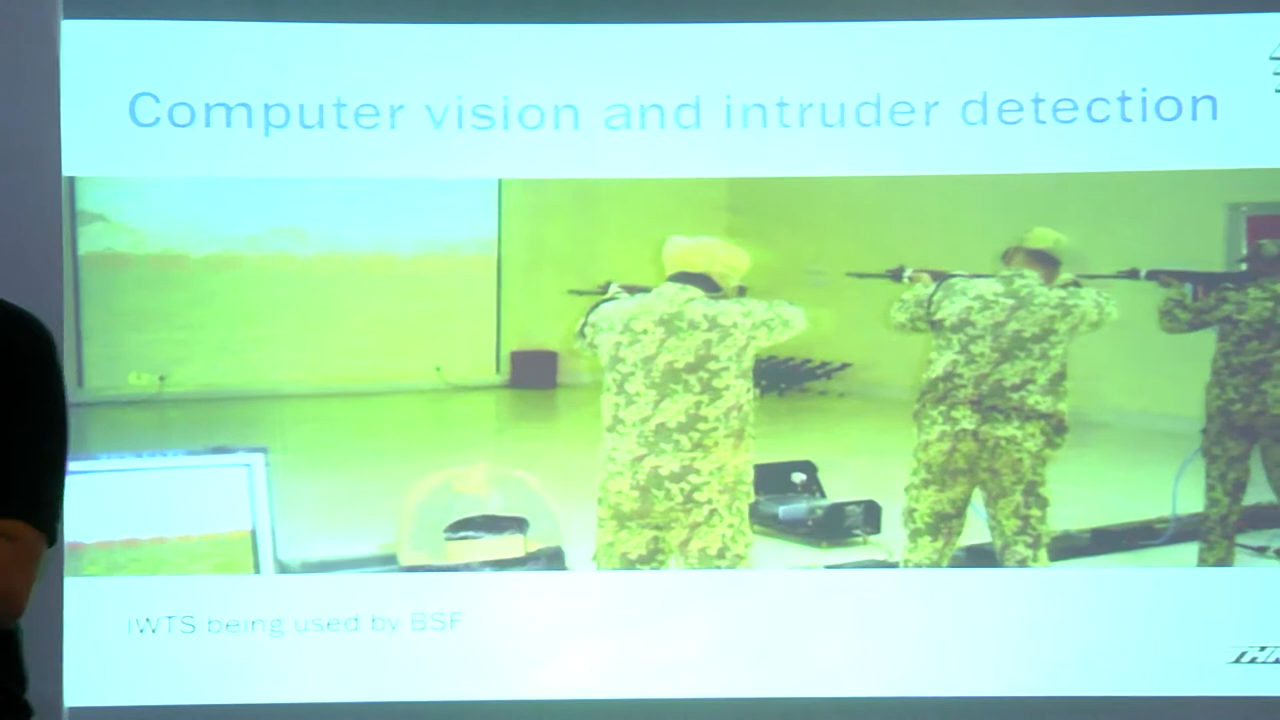 Computer vision and intruder detection
IWTS being used by BSF